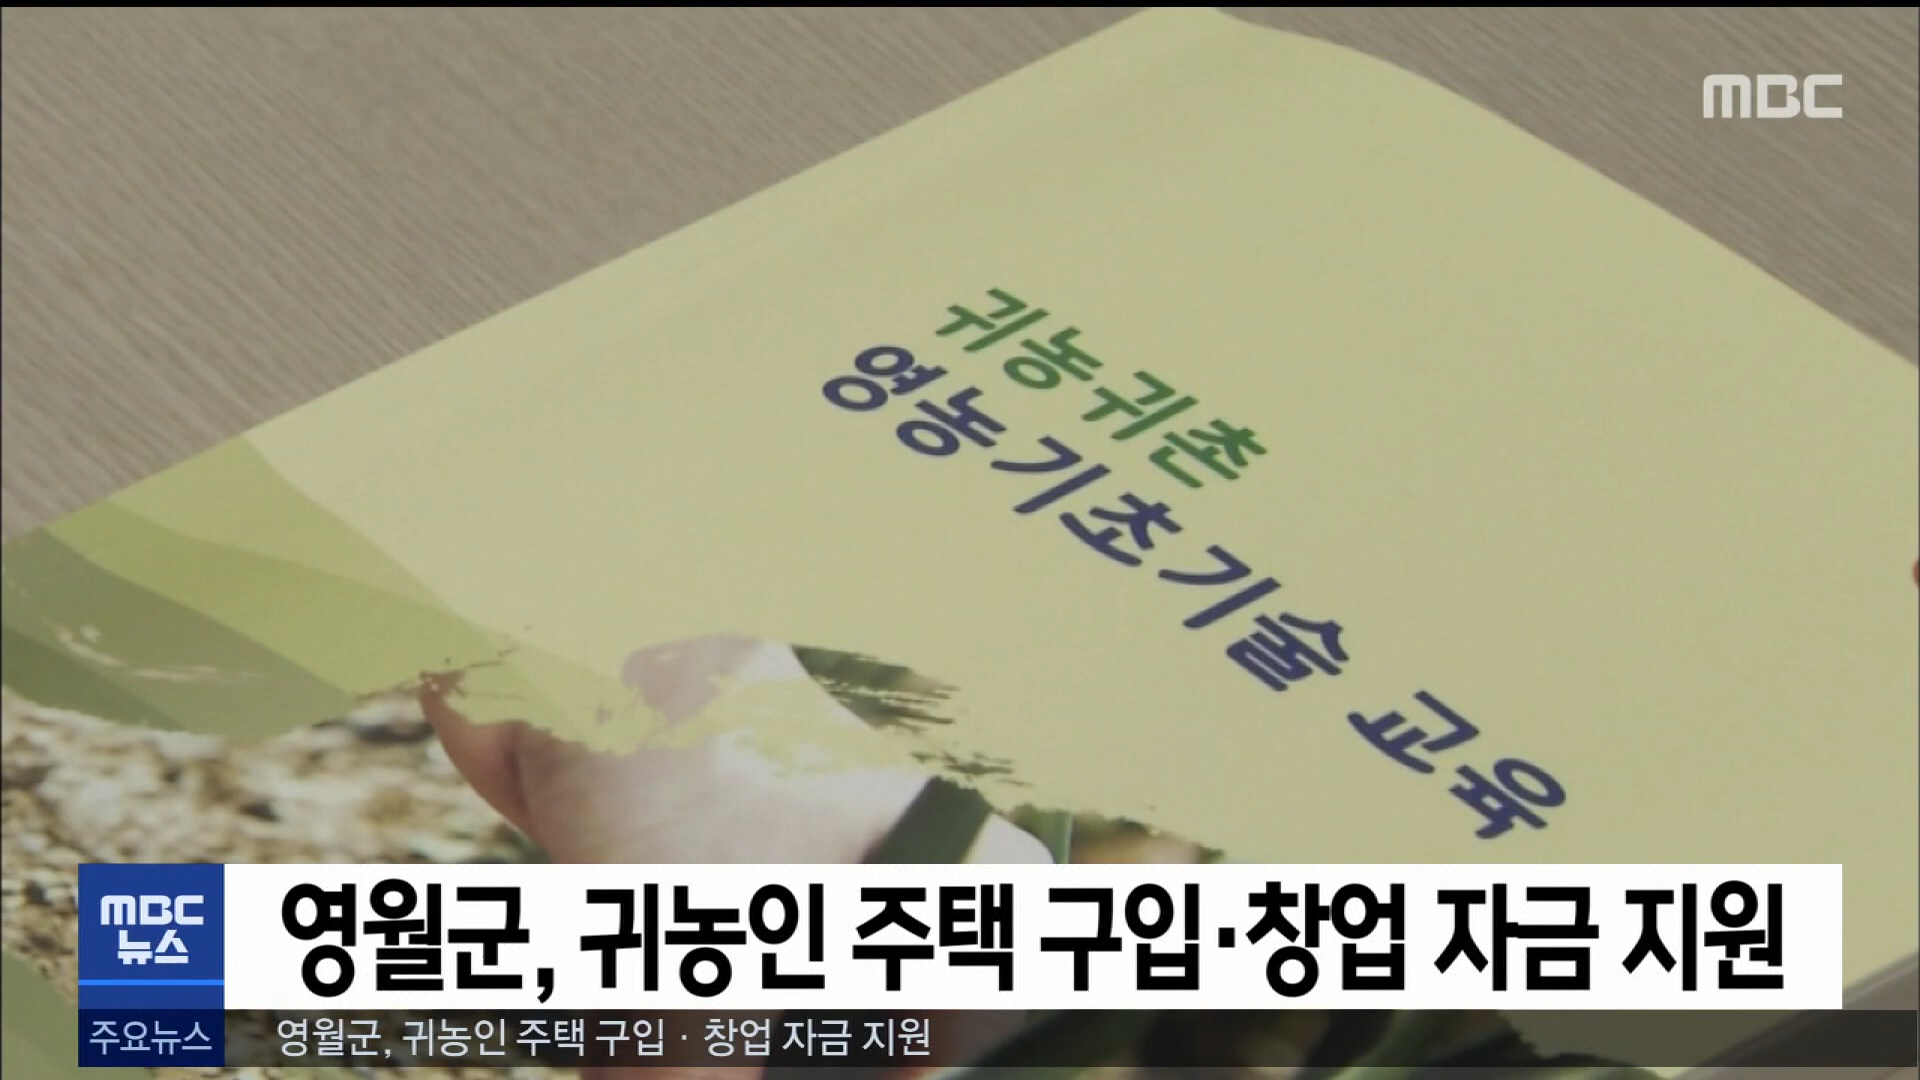 MBC
귀농귀촌
영농기초기술 교육
MBC
뉴스
영월군, 귀농인 주택 구입·창업 자금 지원
주요뉴스
영월군, 귀농인 주택 구입 · 창업 자금 지원